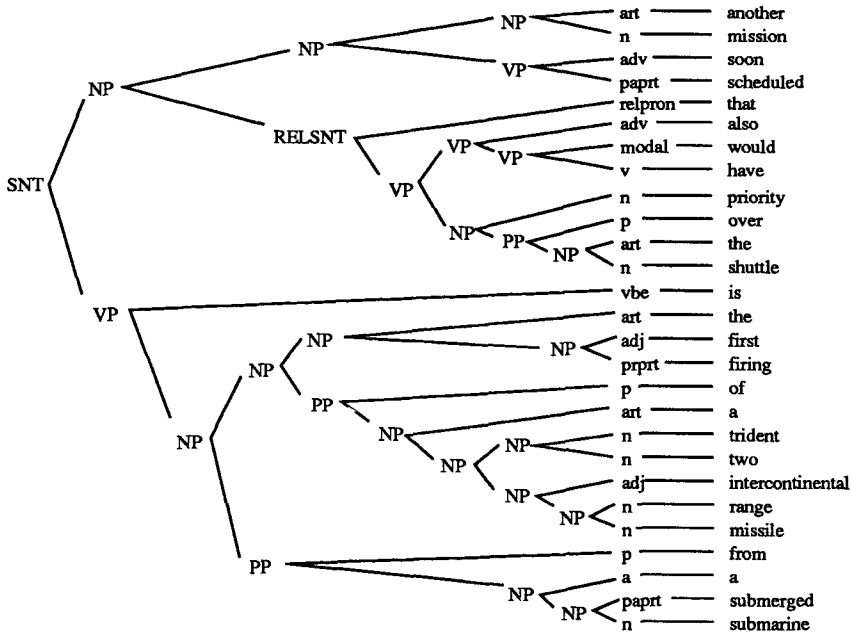 NP art another
NP n mission
NP VP adv soon
paprt scheduled
NP relpron that
RELSNT VP adv also
VP modal would
SNT v have
VP n priority
NP p over
PP art the
NP n shuttle
VP vbe is
NP art the
adj first
NP NP prprt firing
PP p of
NP NP art a
NP n trident
NP n two
NP adj intercontinental
NP n range
n missile
PP p from
NP a a
NP paprt submerged
n submarine